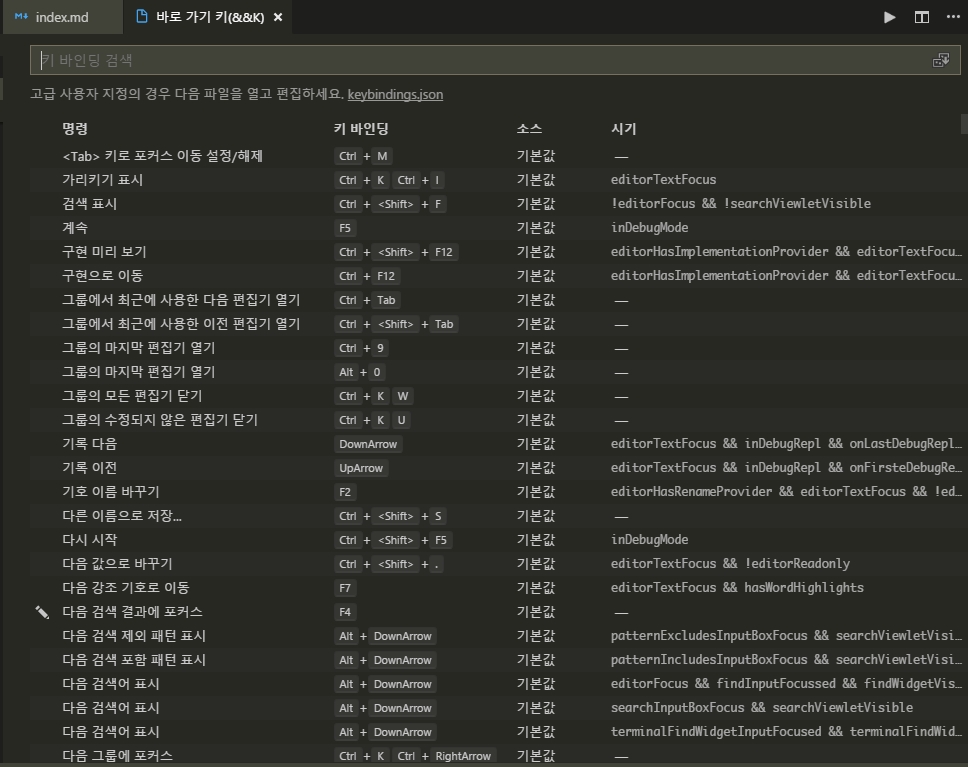 M↓ index.md 바로 가기 키(&&K) ×
키 바인딩 검색
고급 사용자 지정의 경우 다음 파일을 열고 편집하세요. keybindings.json
명령 키 바인딩 소스 시기
<Tab> 키로 포커스 이동 설정/해제 Ctrl + M 기본값 —
가리키기 표시 Ctrl + K Ctrl + I 기본값 editorTextFocus
검색 표시 Ctrl + <Shift> + F 기본값 !editorFocus && !searchViewletVisible
계속 F5 기본값 inDebugMode
구현 미리 보기 Ctrl + <Shift> + F12 기본값 editorHasImplementationProvider && editorTextFocu…
구현으로 이동 Ctrl + F12 기본값 editorHasImplementationProvider && editorTextFocu…
그룹에서 최근에 사용한 다음 편집기 열기 Ctrl + Tab 기본값 —
그룹에서 최근에 사용한 이전 편집기 열기 Ctrl + <Shift> + Tab 기본값 —
그룹의 마지막 편집기 열기 Ctrl + 9 기본값 —
그룹의 마지막 편집기 열기 Alt + 0 기본값 —
그룹의 모든 편집기 닫기 Ctrl + K W 기본값 —
그룹의 수정되지 않은 편집기 닫기 Ctrl + K U 기본값 —
기록 다음 DownArrow 기본값 editorTextFocus && inDebugRepl && onLastDebugRepl…
기록 이전 UpArrow 기본값 editorTextFocus && inDebugRepl && onFirsteDebugRe…
기호 이름 바꾸기 F2 기본값 editorHasRenameProvider && editorTextFocus && !ed…
다른 이름으로 저장... Ctrl + <Shift> + S 기본값 —
다시 시작 Ctrl + <Shift> + F5 기본값 inDebugMode
다음 값으로 바꾸기 Ctrl + <Shift> + . 기본값 editorTextFocus && !editorReadonly
다음 강조 기호로 이동 F7 기본값 editorTextFocus && hasWordHighlights
다음 검색 결과에 포커스 F4 기본값 —
다음 검색 제외 패턴 표시 Alt + DownArrow 기본값 patternExcludesInputBoxFocus && searchViewletVisi…
다음 검색 포함 패턴 표시 Alt + DownArrow 기본값 patternIncludesInputBoxFocus && searchViewletVisi…
다음 검색어 표시 Alt + DownArrow 기본값 editorFocus && findInputFocussed && findWidgetVis…
다음 검색어 표시 Alt + DownArrow 기본값 searchInputBoxFocus && searchViewletVisible
다음 검색어 표시 Alt + DownArrow 기본값 terminalFindWidgetInputFocused && terminalFindWid…
다음 그룹에 포커스 Ctrl + K Ctrl + RightArrow 기본값 —